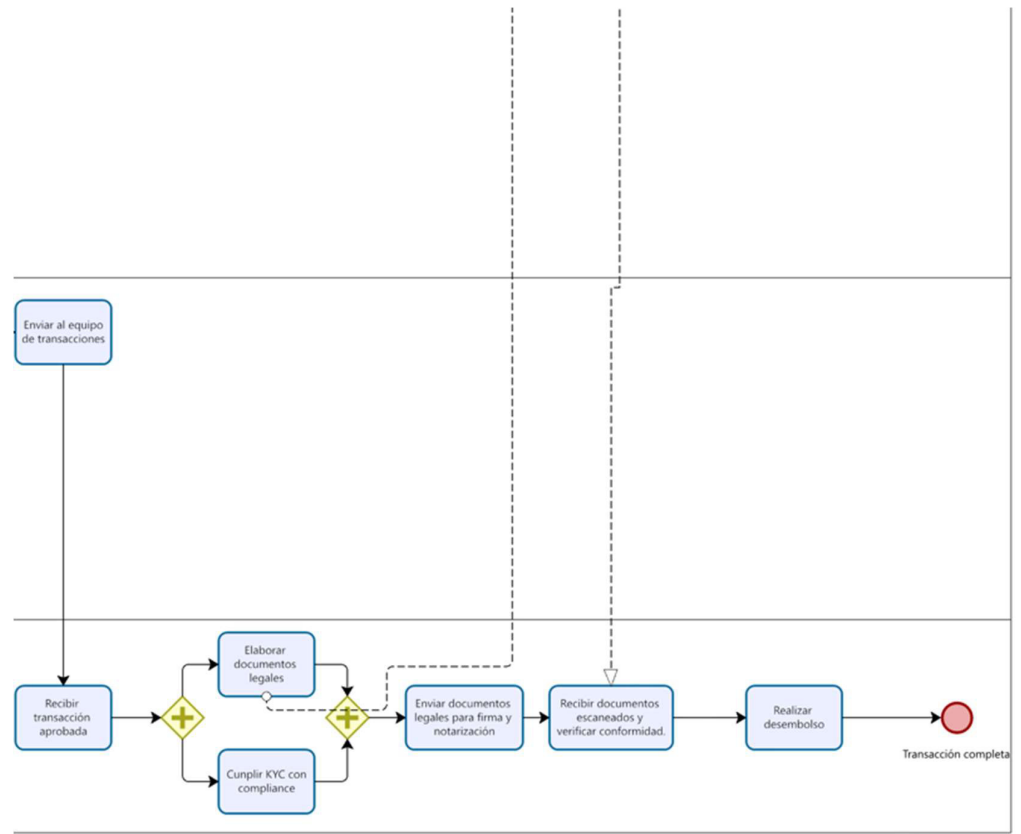 Enviar al equipo
de transacciones
Elaborar
documentos
legales
Recibir
transacción
aprobada
Enviar documentos
legales para firma y
notarización
Recibir documentos
escaneados y
verificar conformidad.
Realizar
desembolso
Transacción completa
Cunplir KYC con
compliance